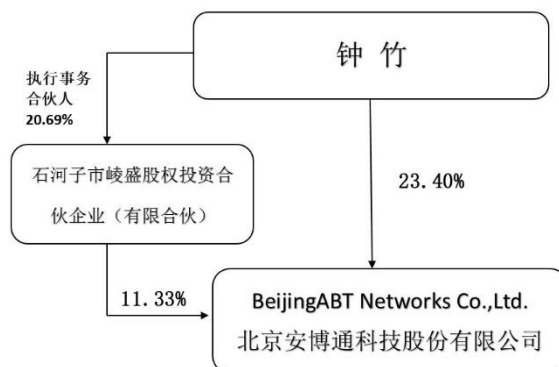 钟 竹
执行事务
合伙人
20.69%
石河子市崚盛股权投资合
伙企业（有限合伙）
23.40%
11.33%
BeijingABT Networks Co.,Ltd.
北京安博通科技股份有限公司